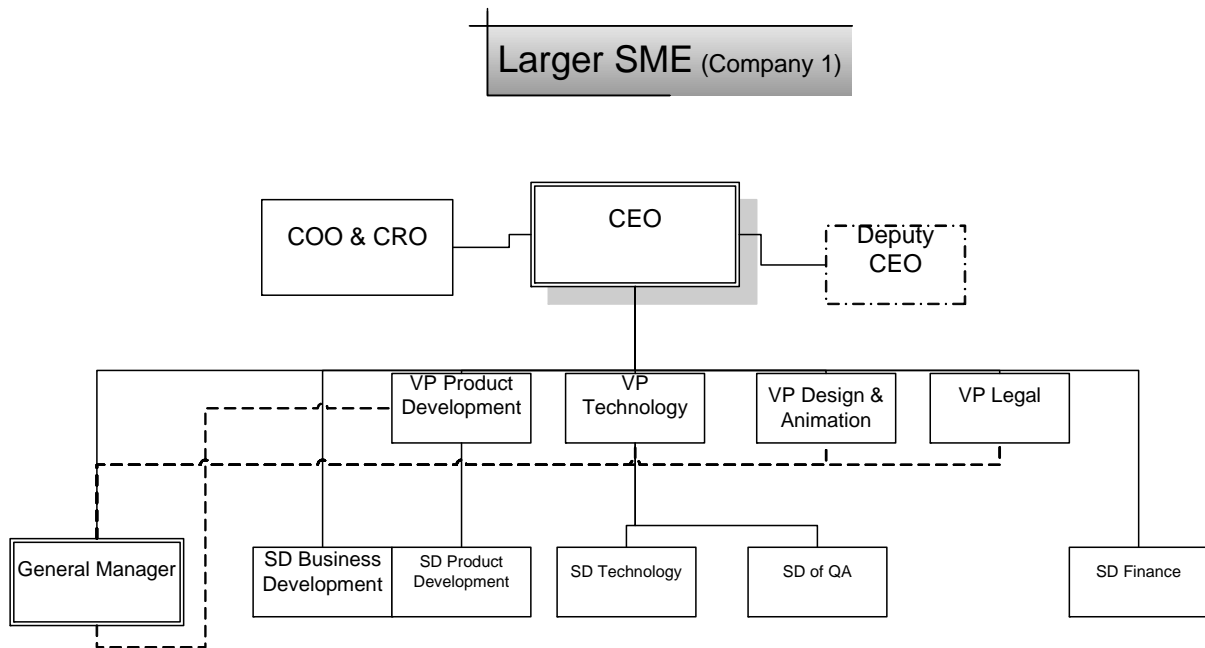 Larger SME (Company 1)
COO & CRO
CEO
Deputy
CEO
VP Product
Development
VP
Technology
VP Design &
Animation
VP Legal
General Manager
SD Business
Development
SD Product
Development
SD Technology
SD of QA
SD Finance